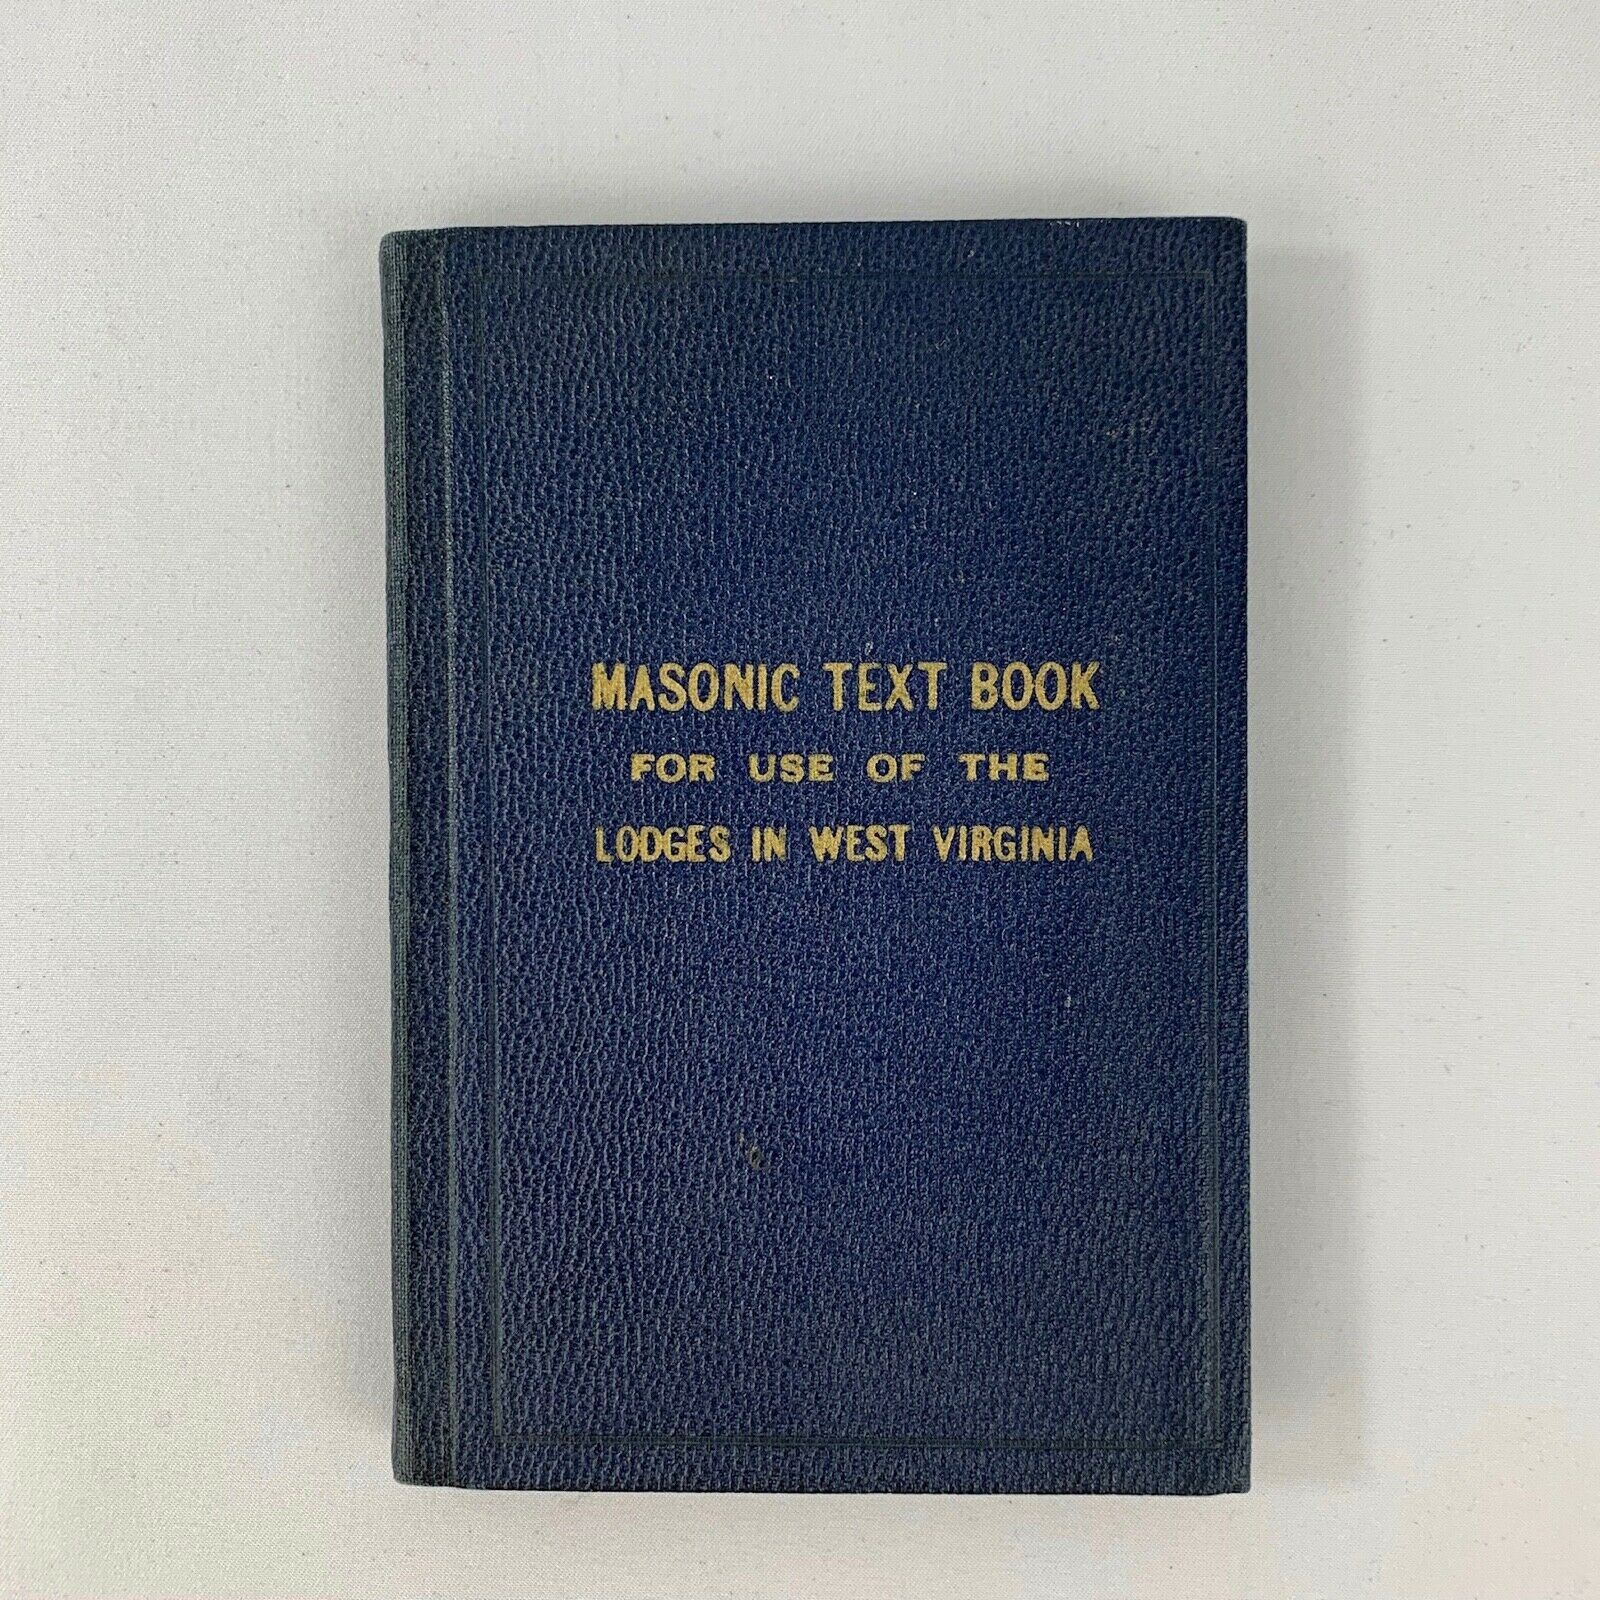 MASONIC TEXT BOOK
FOR USE OF THE
LODGES IN WEST VIRGINIA